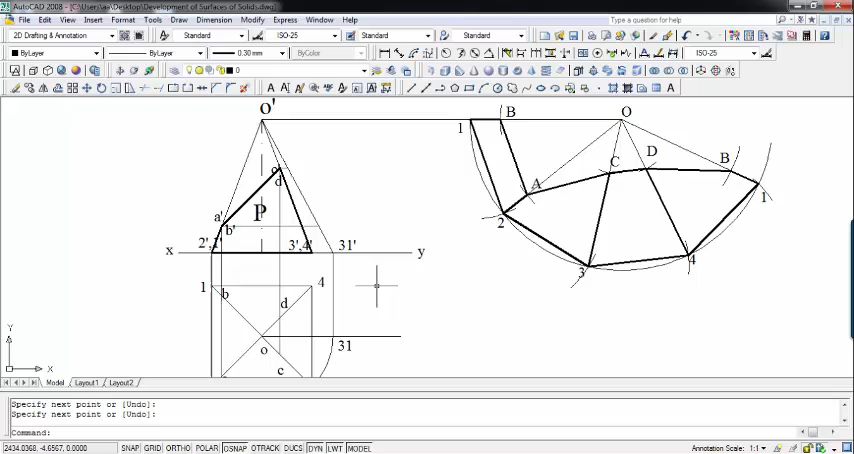 AutoCAD 2008 - [C:\Users\aa\Desktop\Development of Surfaces of Solids.dwg]
File Edit View Insert Format Tools Draw Dimension Modify Express Window Help
Type a question for help
2D Drafting & Annotation Standard ISO-25 Standard Standard
ByLayer ByLayer 0.30 mm ByColor ISO-25
0
o' 1 B O
C D B
A 1
a' d'
b' P
2 4
2',1' 3',4' 31' 3
x y
1 b d 4
o 31
c
Y
X
Model Layout1 Layout2
Specify next point or [Undo]:
Specify next point or [Undo]:
Command:
2434.0368, -4.6567, 0.0000 SNAP GRID ORTHO POLAR OSNAP OTRACK DUCS DYN LWT MODEL Annotation Scale: 1:1